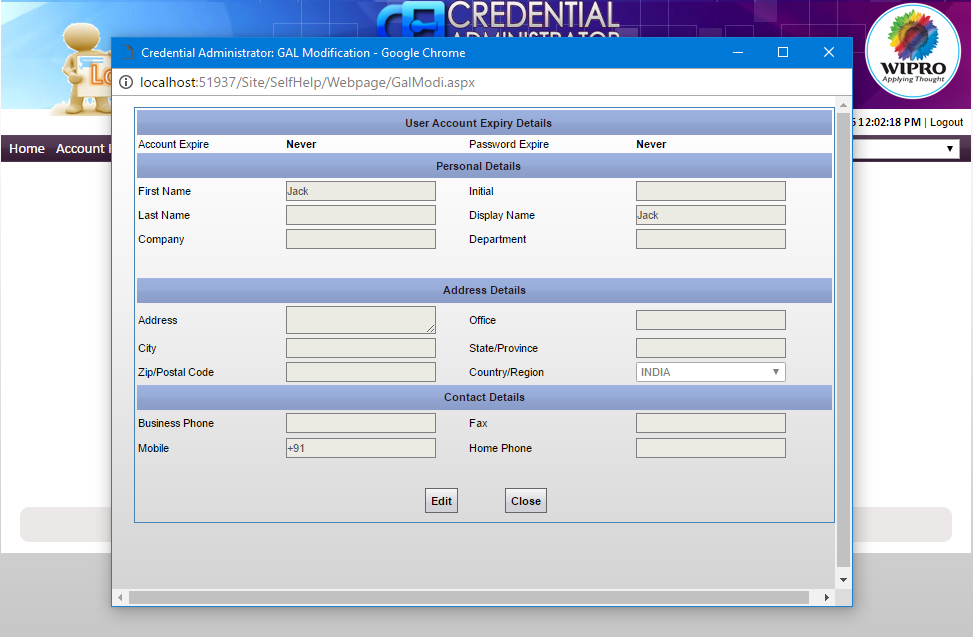 CREDENTIAL
ADMINISTRATOR
Credential Administrator: GAL Modification - Google Chrome
localhost:51937/Site/SelfHelp/Webpage/GalModi.aspx
WIPRO
Applying Thought
12:02:18 PM | Logout
Home Account
User Account Expiry Details
Account Expire Never Password Expire Never
Personal Details
First Name Jack Initial
Last Name Display Name Jack
Company Department
Address Details
Address Office
City State/Province
Zip/Postal Code Country/Region INDIA
Contact Details
Business Phone Fax
Mobile +91 Home Phone
Edit Close